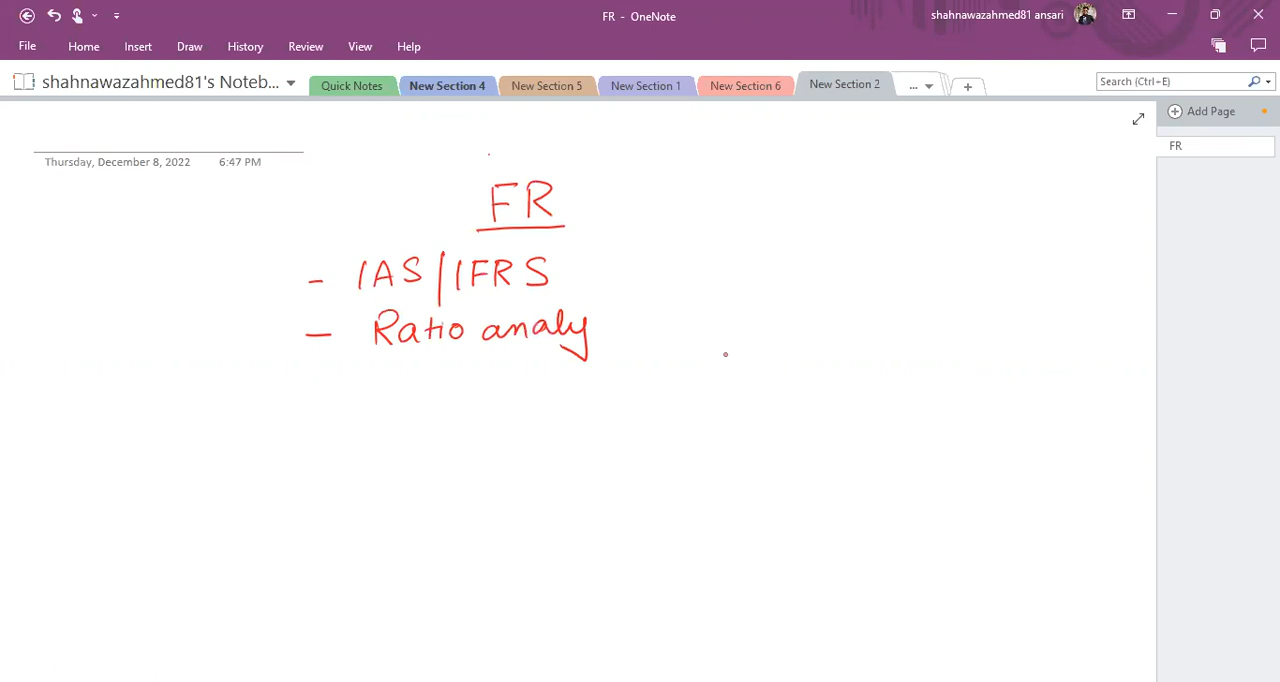 FR - OneNote
shahnawazahmed81 ansari
File Home Insert Draw History Review View Help
shahnawazahmed81's Noteb... Quick Notes New Section 4 New Section 5 New Section 1 New Section 6 New Section 2 ... + Search (Ctrl+E)
Add Page
FR
Thursday, December 8, 2022 6:47 PM
FR
- IAS | IFRS
- Ratio analy